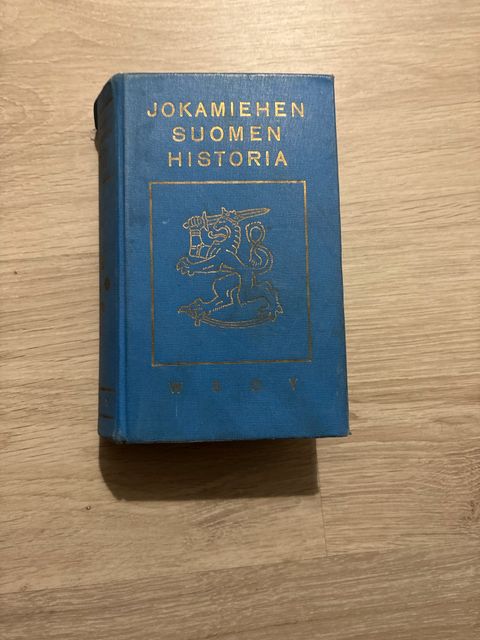 JOKAMIEHEN
SUOMEN
HISTORIA
W S O Y